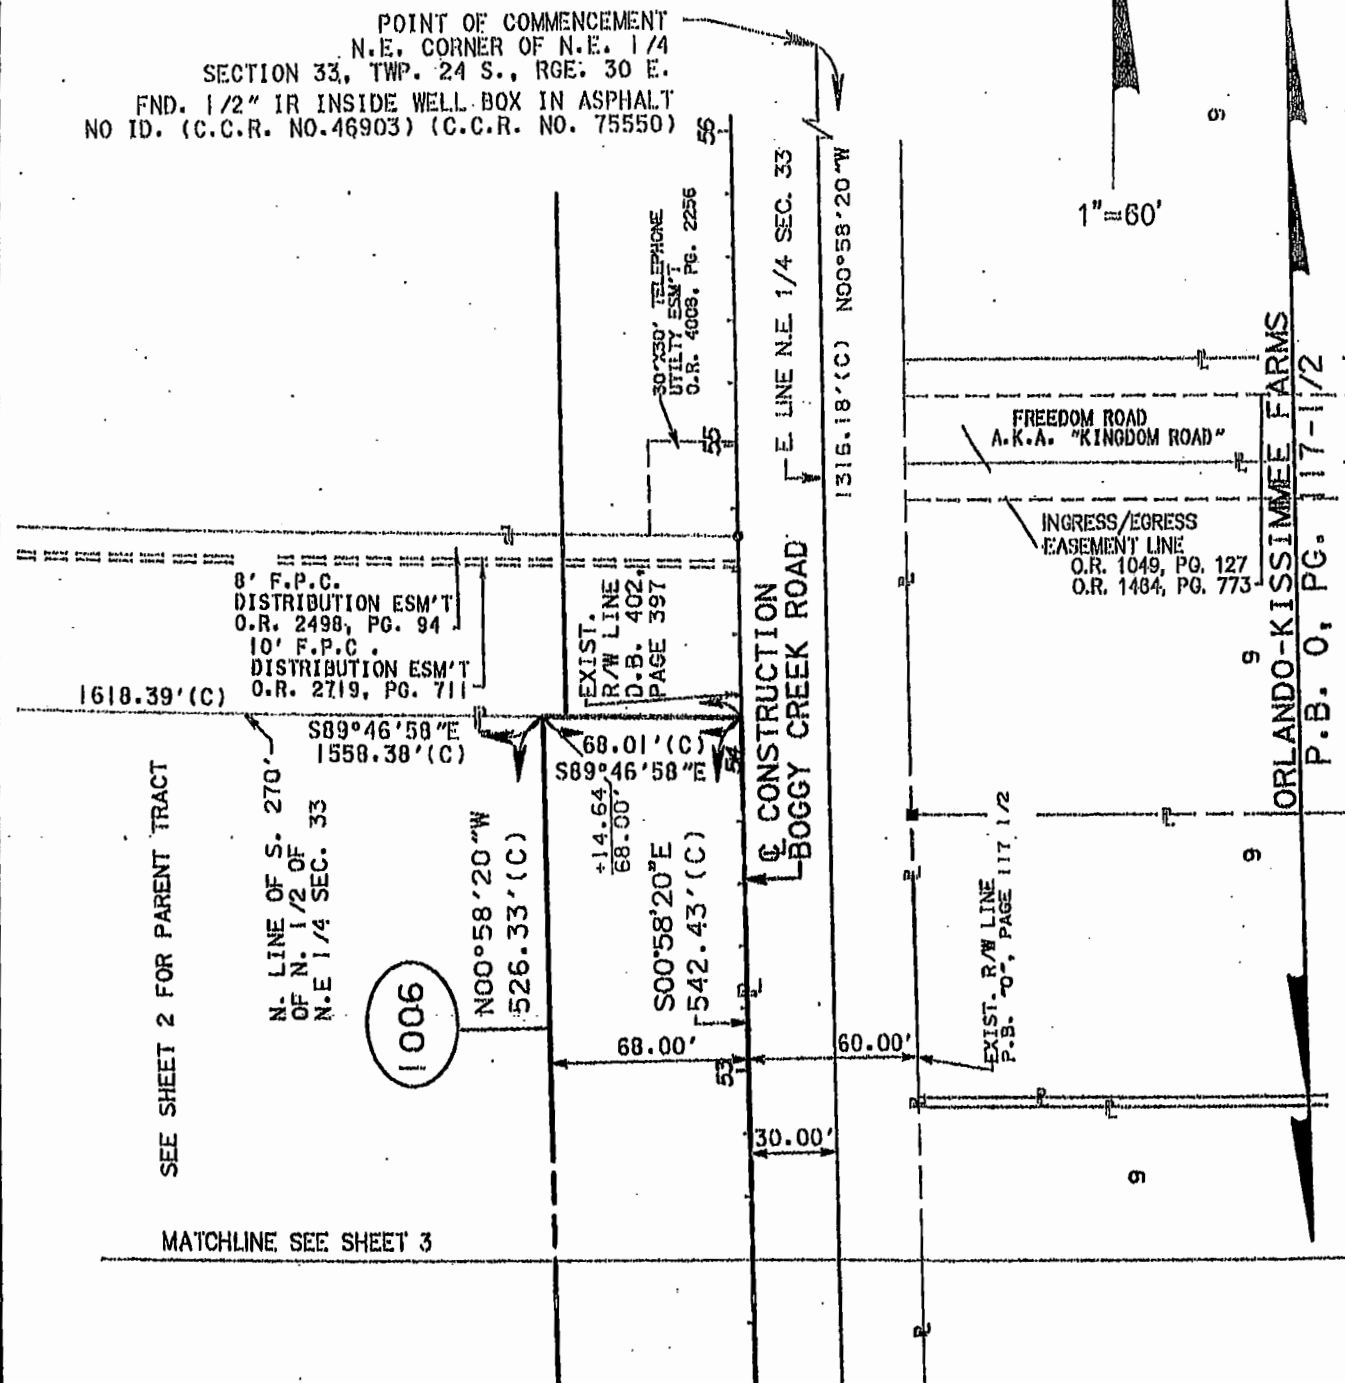 POINT OF COMMENCEMENT
N.E. CORNER OF N.E. 1/4
SECTION 33, TWP. 24 S., RGE. 30 E.
FND. 1/2" IR INSIDE WELL BOX IN ASPHALT
NO ID. (C.C.R. NO.46903) (C.C.R. NO. 75550)
56
E LINE N.E. 1/4 SEC. 33
1316.18'(C) N00°58'20"W
6
1"=60'
30'X30' TELEPHONE
UTILITY ESM'T
O.R. 4008, PG. 2256
55
FREEDOM ROAD
A.K.A. "KINGDOM ROAD"
INGRESS/EGRESS
EASEMENT LINE
O.R. 1049, PG. 127
O.R. 1464, PG. 773
ORLANDO-KISSIMMEE FARMS
P.B. O, PG. 117-1/2
8' F.P.C.
DISTRIBUTION ESM'T
O.R. 2498, PG. 94
10' F.P.C.
DISTRIBUTION ESM'T
O.R. 2719, PG. 711
EXIST.
R/W LINE
D.B. 402,
PAGE 397
1618.39'(C)
S89°46'58"E
1558.38'(C)
68.01'(C)
S89°46'58"E
54
+14.64
68.00'
℄ CONSTRUCTION
BOGGY CREEK ROAD
SEE SHEET 2 FOR PARENT TRACT
N. LINE OF S. 270'
OF N. 1/2 OF
N.E 1/4 SEC. 33
1006
N00°58'20"W
526.33'(C)
S00°58'20"E
542.43'(C)
68.00'
60.00'
53
30.00'
EXIST. R/W LINE
P.B. "O", PAGE 117 1/2
6
6
6
MATCHLINE SEE SHEET 3